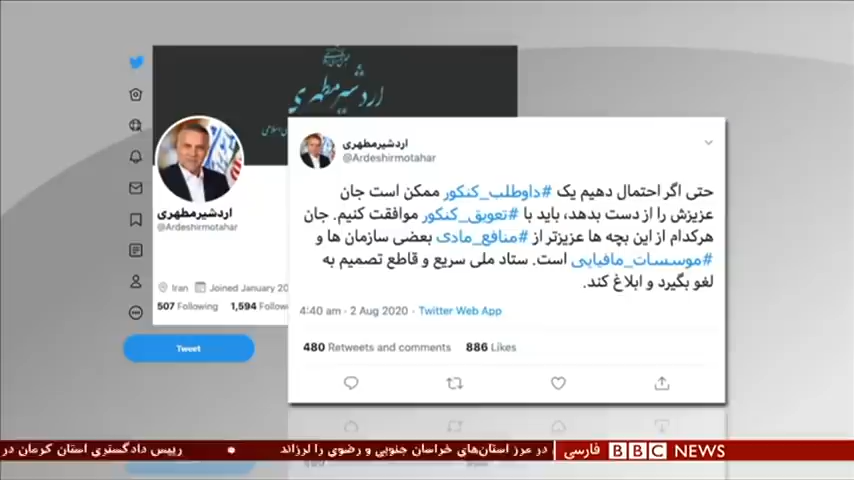 اردشیرمطهری
اردشیرمطهری
@Ardeshirmotahar
Iran
Joined January 20
507 Following 1,594 Follow
Tweet
اردشیرمطهری
@Ardeshirmotahar
حتی اگر احتمال دهیم یک #داوطلب_کنکور ممکن است جان
عزیزش را از دست بدهد، باید با #تعویق_کنکور موافقت کنیم. جان
هرکدام از این بچه ها عزیزتر از #منافع_مادی بعضی سازمان ها و
#موسسات_مافیایی است. ستاد ملی سریع و قاطع تصمیم به
لغو بگیرد و ابلاغ کند.
4:40 am · 2 Aug 2020 · Twitter Web App
480 Retweets and comments 886 Likes
در مرز استان‌های خراسان جنوبی و رضوی را لرزاند • رییس دادگستری استان کرمان در
BBC NEWS فارسی